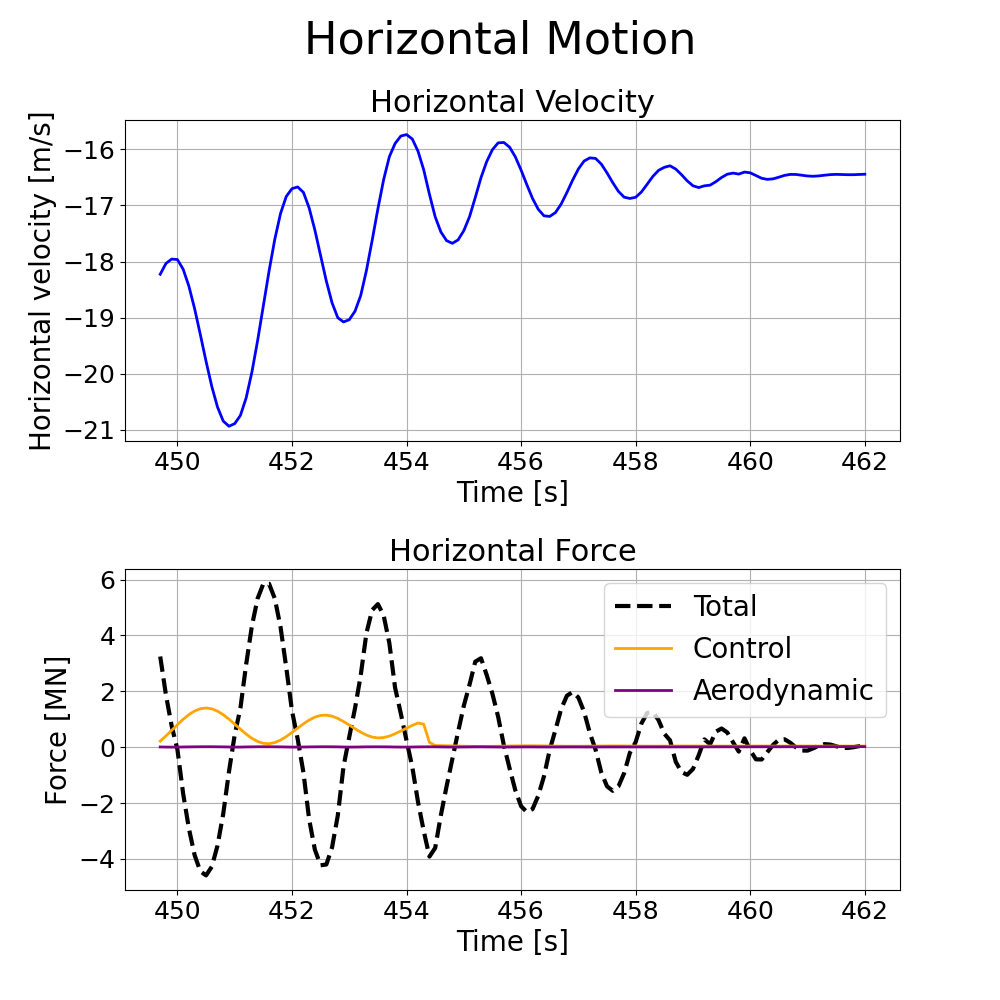 Horizontal Motion
Horizontal Velocity
Horizontal velocity [m/s]
−16
−17
−18
−19
−20
−21
450 452 454 456 458 460 462
Time [s]
Horizontal Force
Force [MN]
6
4
2
0
−2
−4
Total
Control
Aerodynamic
450 452 454 456 458 460 462
Time [s]